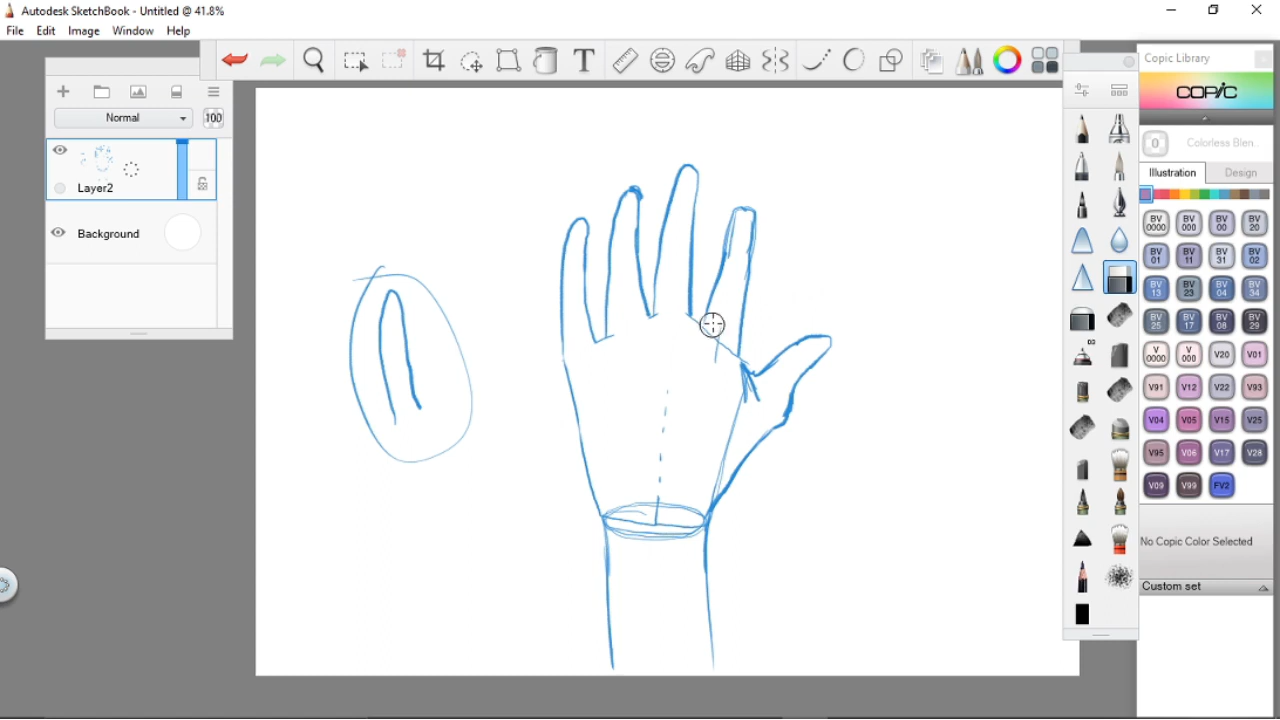 Autodesk SketchBook - Untitled @ 41.8%
File Edit Image Window Help
Copic Library
COPIC
Normal
100
0 Colorless Blen..
Illustration Design
Layer2
Background
BV 0000 BV 000 BV 00 BV 20
BV 01 BV 11 BV 31 BV 02
BV 13 BV 23 BV 04 BV 34
BV 25 BV 17 BV 08 BV 29
V 0000 V 000 V20 V01
V91 V12 V22 V93
V04 V05 V15 V25
V95 V06 V17 V28
V09 V99 FV2
No Copic Color Selected
Custom set